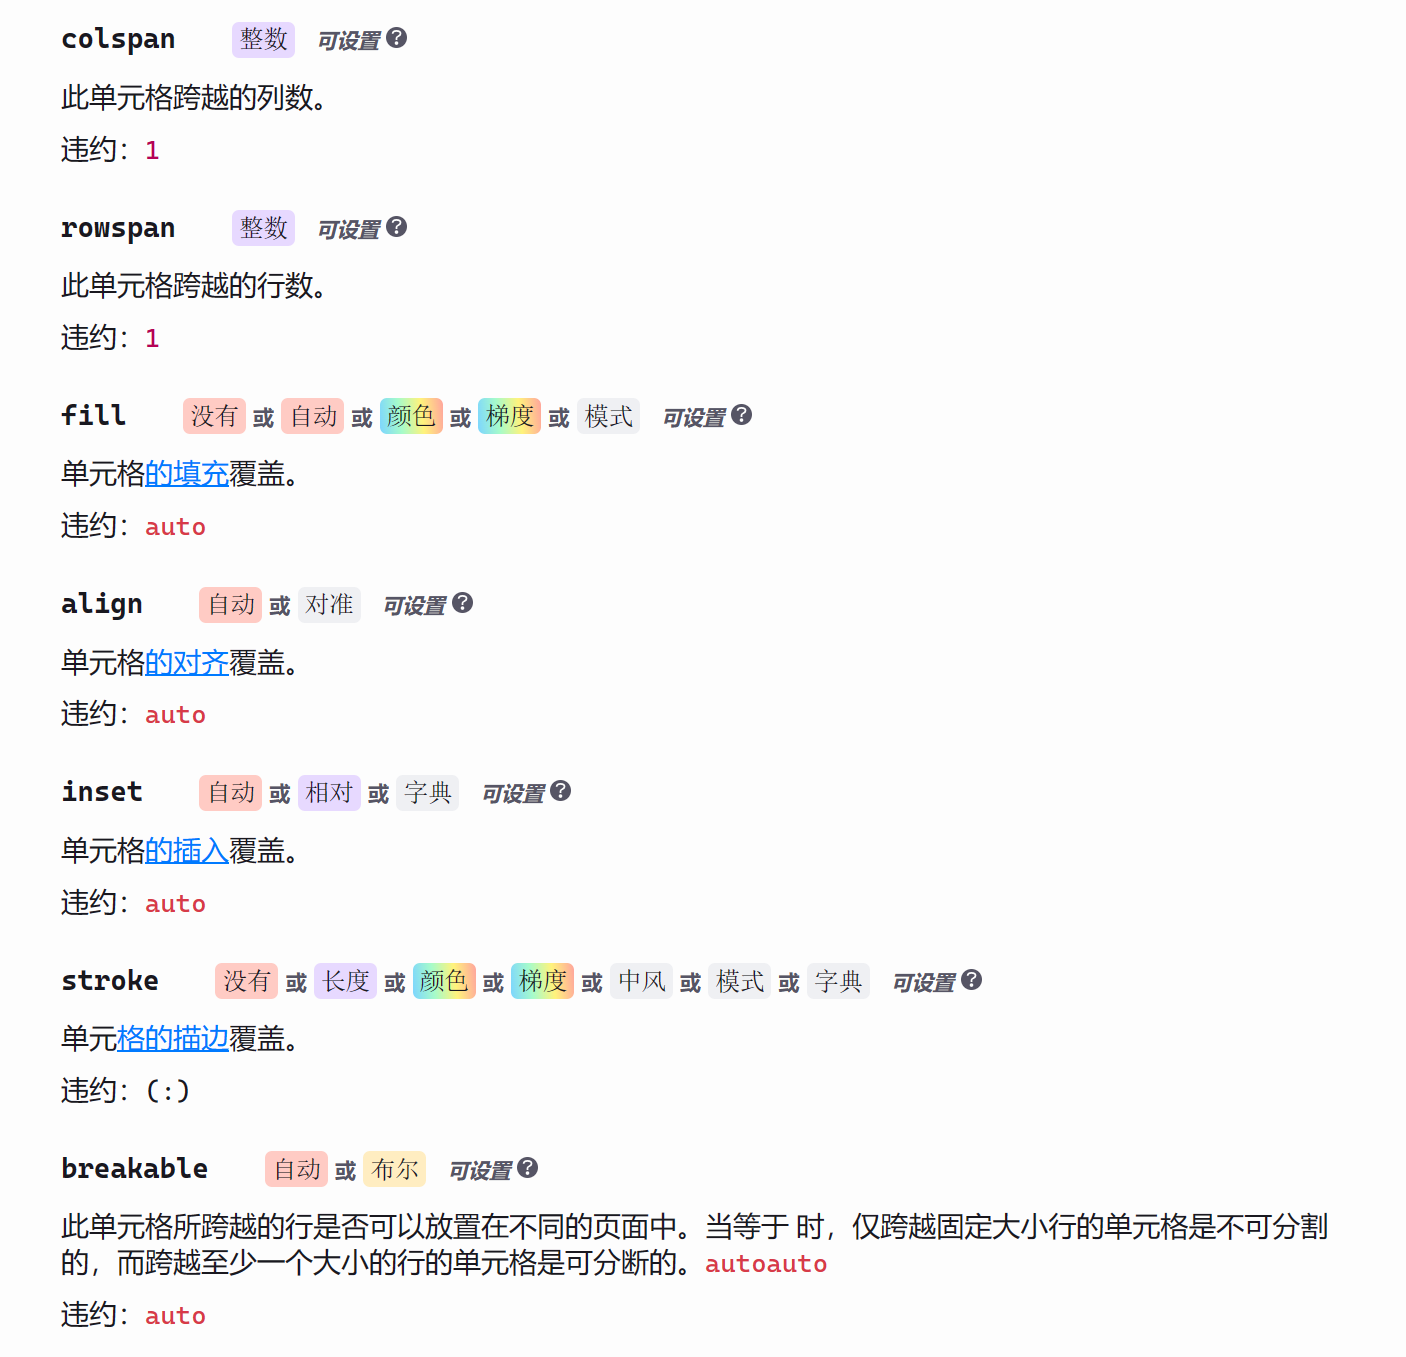 colspan 整数 可设置 ?
此单元格跨越的列数。
违约：1
rowspan 整数 可设置 ?
此单元格跨越的行数。
违约：1
fill 没有 或 自动 或 颜色 或 梯度 或 模式 可设置 ?
单元格的填充覆盖。
违约：auto
align 自动 或 对准 可设置 ?
单元格的对齐覆盖。
违约：auto
inset 自动 或 相对 或 字典 可设置 ?
单元格的插入覆盖。
违约：auto
stroke 没有 或 长度 或 颜色 或 梯度 或 中风 或 模式 或 字典 可设置 ?
单元格的描边覆盖。
违约：(:)
breakable 自动 或 布尔 可设置 ?
此单元格所跨越的行是否可以放置在不同的页面中。当等于 时，仅跨越固定大小行的单元格是不可分割
的，而跨越至少一个大小的行的单元格是可分断的。autoauto
违约：auto